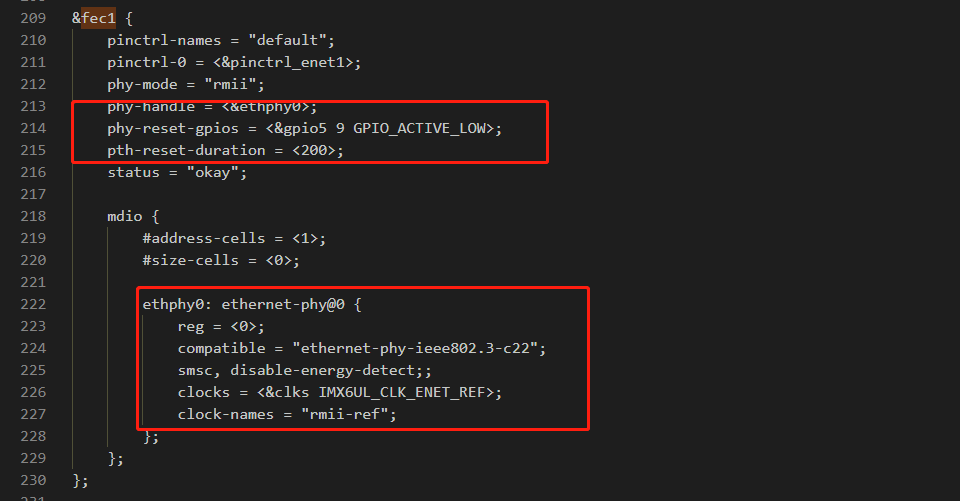 209 &fec1 {
210 pinctrl-names = "default";
211 pinctrl-0 = <&pinctrl_enet1>;
212 phy-mode = "rmii";
213 phy-handle = <&ethphy0>;
214 phy-reset-gpios = <&gpio5 9 GPIO_ACTIVE_LOW>;
215 pth-reset-duration = <200>;
216 status = "okay";
217
218 mdio {
219 #address-cells = <1>;
220 #size-cells = <0>;
221
222 ethphy0: ethernet-phy@0 {
223 reg = <0>;
224 compatible = "ethernet-phy-ieee802.3-c22";
225 smsc, disable-energy-detect;;
226 clocks = <&clks IMX6UL_CLK_ENET_REF>;
227 clock-names = "rmii-ref";
228 };
229 };
230 };